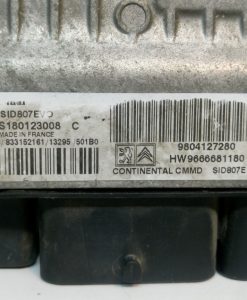 SID807EVO
S180123008 C
MADE IN FRANCE
833152161/13295 501B0
9804127280
HW9666681180
CONTINENTAL CMMD SID807E